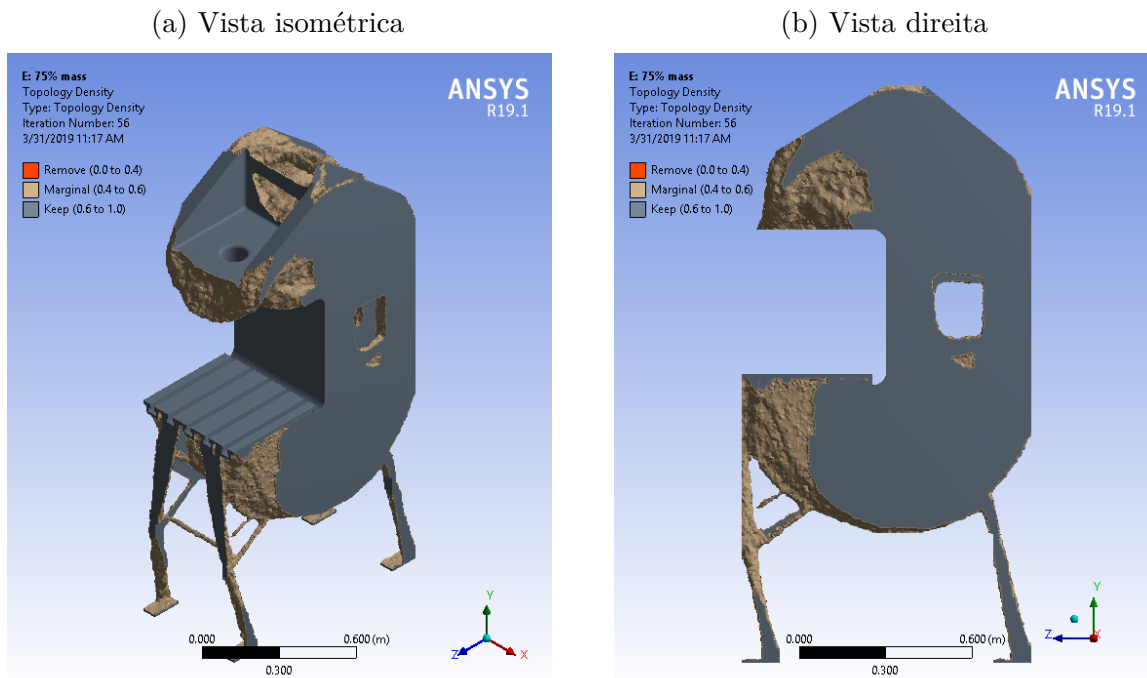 (a) Vista isométrica
E: 75% mass
Topology Density
Type: Topology Density
Iteration Number: 56
3/31/2019 11:17 AM
Remove (0.0 to 0.4)
Marginal (0.4 to 0.6)
Keep (0.6 to 1.0)
ANSYS
R19.1
0.000
0.600 (m)
0.300
Y
Z
X
(b) Vista direita
E: 75% mass
Topology Density
Type: Topology Density
Iteration Number: 56
3/31/2019 11:17 AM
Remove (0.0 to 0.4)
Marginal (0.4 to 0.6)
Keep (0.6 to 1.0)
ANSYS
R19.1
0.000
0.600 (m)
0.300
Y
Z
X